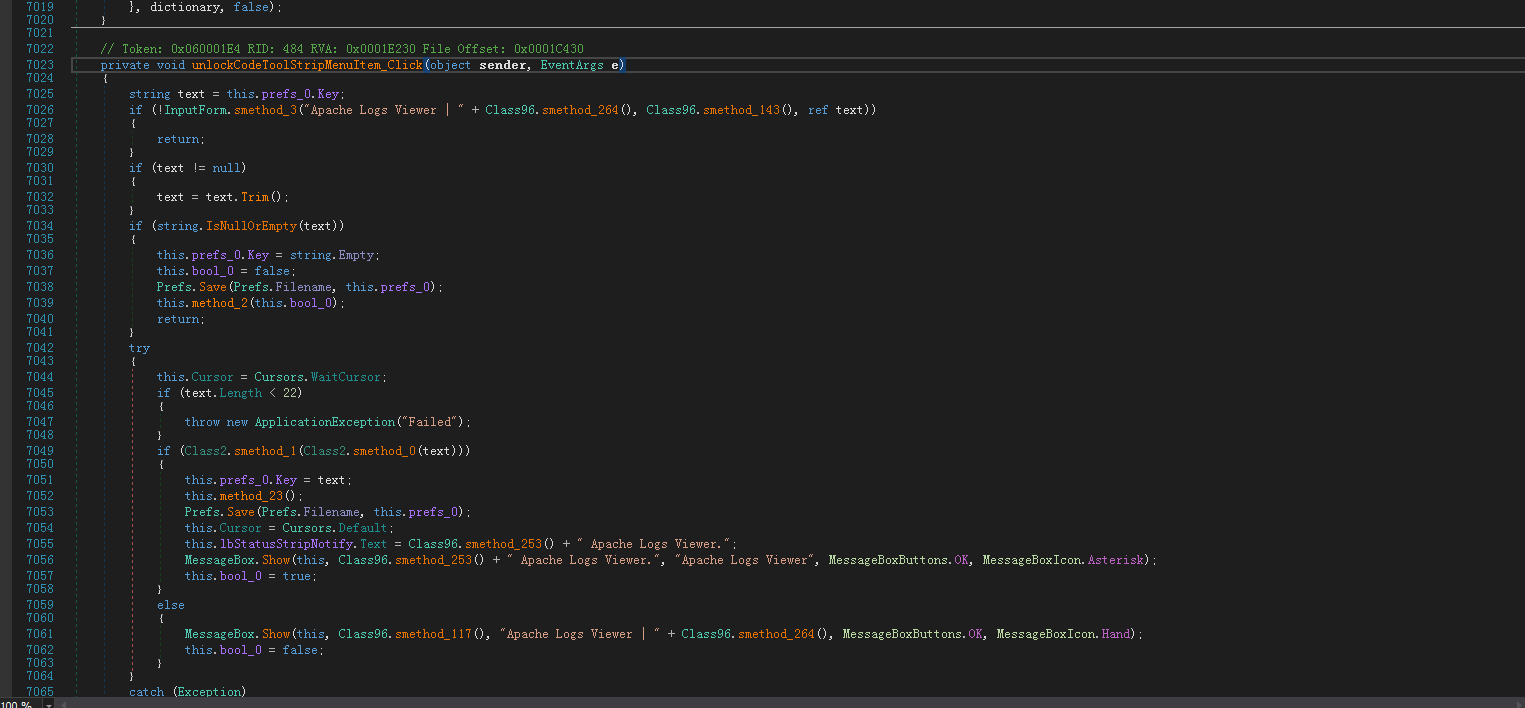 7019 }, dictionary, false);
7020 }
7021
7022 // Token: 0x060001E4 RID: 484 RVA: 0x0001E230 File Offset: 0x0001C430
7023 private void unlockCodeToolStripMenuItem_Click(object sender, EventArgs e)
7024 {
7025 string text = this.prefs_0.Key;
7026 if (!InputForm.smethod_3("Apache Logs Viewer | " + Class96.smethod_264(), Class96.smethod_143(), ref text))
7027 {
7028 return;
7029 }
7030 if (text != null)
7031 {
7032 text = text.Trim();
7033 }
7034 if (string.IsNullOrEmpty(text))
7035 {
7036 this.prefs_0.Key = string.Empty;
7037 this.bool_0 = false;
7038 Prefs.Save(Prefs.Filename, this.prefs_0);
7039 this.method_2(this.bool_0);
7040 return;
7041 }
7042 try
7043 {
7044 this.Cursor = Cursors.WaitCursor;
7045 if (text.Length < 22)
7046 {
7047 throw new ApplicationException("Failed");
7048 }
7049 if (Class2.smethod_1(Class2.smethod_0(text)))
7050 {
7051 this.prefs_0.Key = text;
7052 this.method_23();
7053 Prefs.Save(Prefs.Filename, this.prefs_0);
7054 this.Cursor = Cursors.Default;
7055 this.lbStatusStripNotify.Text = Class96.smethod_253() + " Apache Logs Viewer.";
7056 MessageBox.Show(this, Class96.smethod_253() + " Apache Logs Viewer.", "Apache Logs Viewer", MessageBoxButtons.OK, MessageBoxIcon.Asterisk);
7057 this.bool_0 = true;
7058 }
7059 else
7060 {
7061 MessageBox.Show(this, Class96.smethod_117(), "Apache Logs Viewer | " + Class96.smethod_264(), MessageBoxButtons.OK, MessageBoxIcon.Hand);
7062 this.bool_0 = false;
7063 }
7064 }
7065 catch (Exception)
100 %